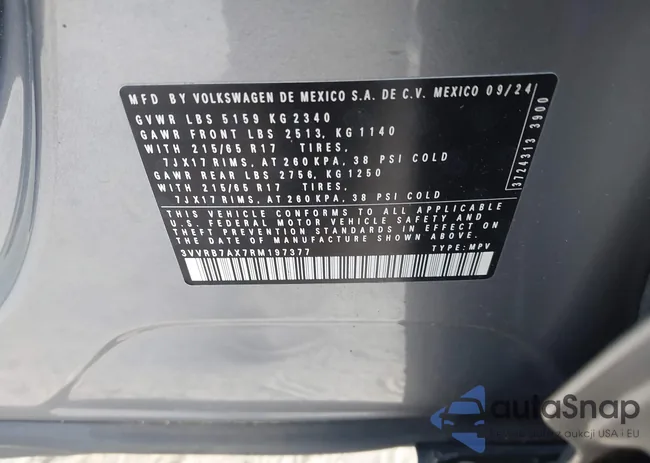 MFD BY VOLKSWAGEN DE MEXICO S.A. DE C.V. MEXICO 09/24
GVWR LBS 5159 KG 2340
GAWR FRONT LBS 2513, KG 1140
WITH 215/65 R17 TIRES,
7JX17 RIMS, AT 260 KPA, 38 PSI COLD
GAWR REAR LBS 2756, KG 1250
WITH 215/65 R17 TIRES,
7JX17 RIMS, AT 260 KPA, 38 PSI COLD
THIS VEHICLE CONFORMS TO ALL APPLICABLE
U.S. FEDERAL MOTOR VEHICLE SAFETY AND
THEFT PREVENTION STANDARDS IN EFFECT ON
THE DATE OF MANUFACTURE SHOWN ABOVE.
3VVRB7AX7RM197377 TYPE: MPV
3724313 3900
autoSnap
aukcji USA i EU